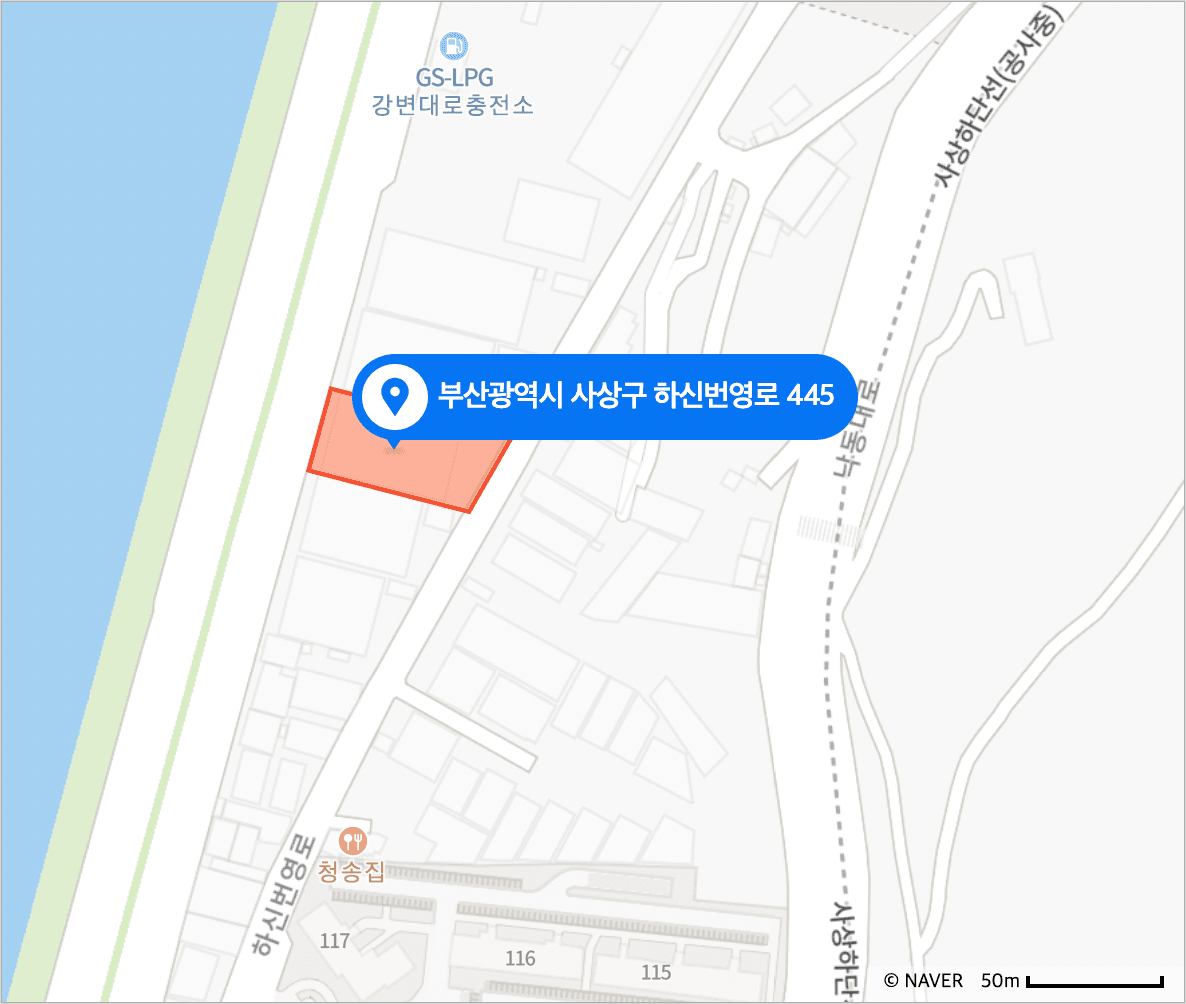 GS-LPG
강변대로충전소
사상하단선(공사중)
부산광역시 사상구 하신번영로 445
낙동대로
하신번영로
청송집
117
116
115
사상하단
© NAVER 50m